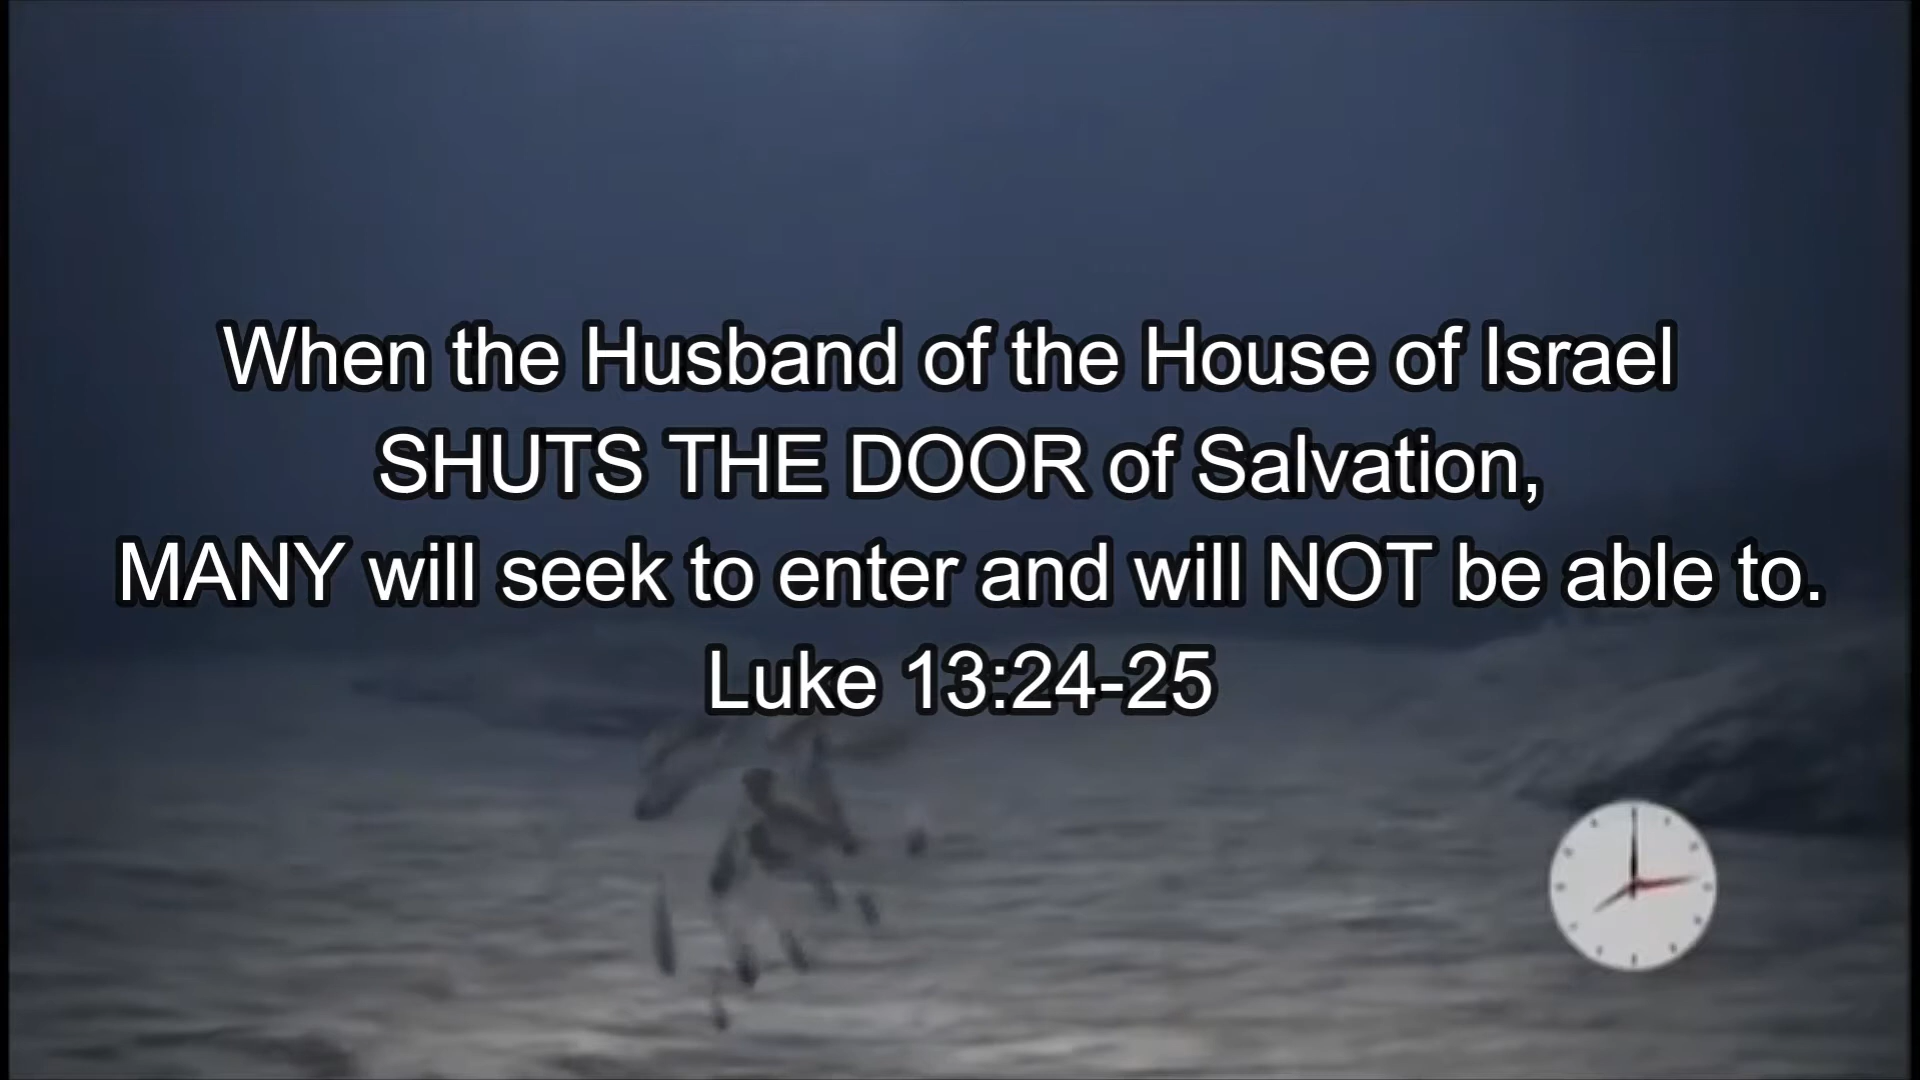 When the Husband of the House of Israel
SHUTS THE DOOR of Salvation,
MANY will seek to enter and will NOT be able to.
Luke 13:24-25